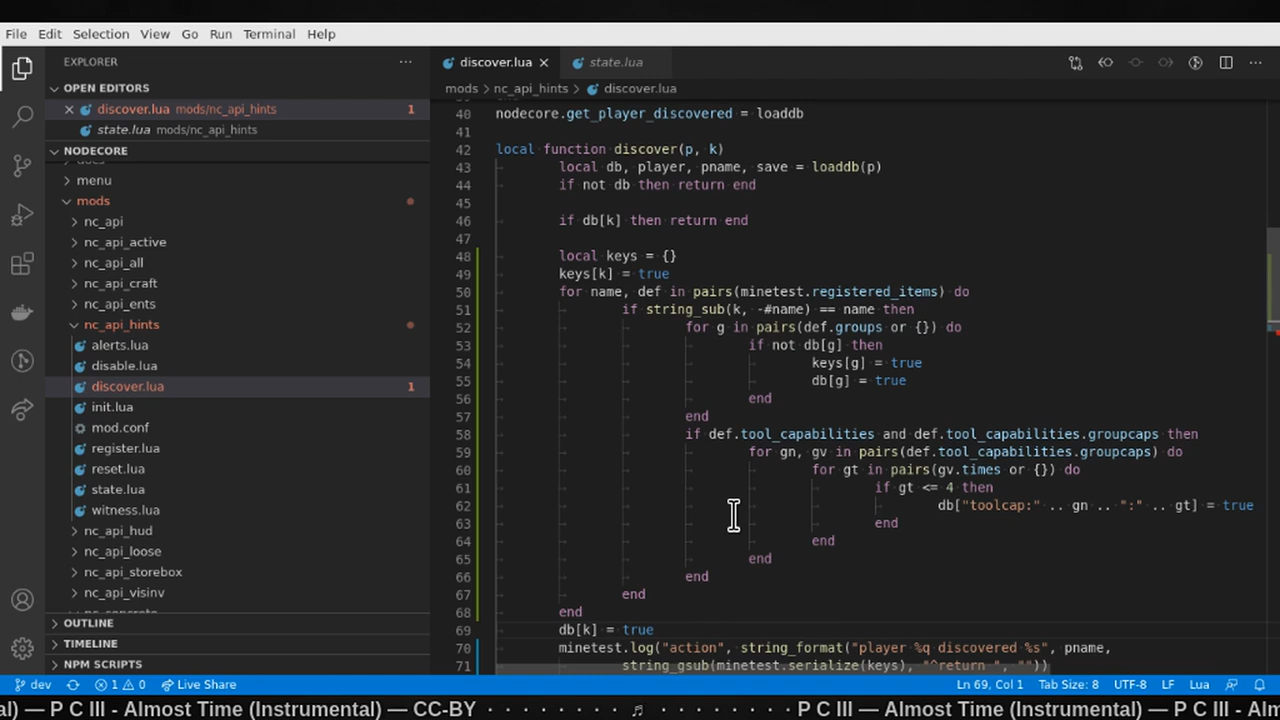 File Edit Selection View Go Run Terminal Help
EXPLORER
OPEN EDITORS
discover.lua mods/nc_api_hints 1
state.lua mods/nc_api_hints
NODECORE
docs
menu
mods
nc_api
nc_api_active
nc_api_all
nc_api_craft
nc_api_ents
nc_api_hints
alerts.lua
disable.lua
discover.lua 1
init.lua
mod.conf
register.lua
reset.lua
state.lua
witness.lua
nc_api_hud
nc_api_loose
nc_api_storebox
nc_api_visinv
nc_concrete
OUTLINE
TIMELINE
NPM SCRIPTS
discover.lua state.lua
mods > nc_api_hints > discover.lua
40 nodecore.get_player_discovered = loaddb
41
42 local function discover(p, k)
43 local db, player, pname, save = loaddb(p)
44 if not db then return end
45
46 if db[k] then return end
47
48 local keys = {}
49 keys[k] = true
50 for name, def in pairs(minetest.registered_items) do
51 if string_sub(k, -#name) == name then
52 for g in pairs(def.groups or {}) do
53 if not db[g] then
54 keys[g] = true
55 db[g] = true
56 end
57 end
58 if def.tool_capabilities and def.tool_capabilities.groupcaps then
59 for gn, gv in pairs(def.tool_capabilities.groupcaps) do
60 for gt in pairs(gv.times or {}) do
61 if gt <= 4 then
62 db["toolcap:" .. gn .. ":" .. gt] = true
63 end
64 end
65 end
66 end
67 end
68 end
69 db[k] = true
70 minetest.log("action", string_format("player %q discovered %s", pname,
71 string_gsub(minetest.serialize(keys), "^return ", ""))
dev 1 0 Live Share Ln 69, Col 1 Tab Size: 8 UTF-8 LF Lua
al) — P C III - Almost Time (Instrumental) — CC-BY · · · · · · · · ♬ · · · · · · · · P C III — Almost Time (Instrumental) — P C III - Alm